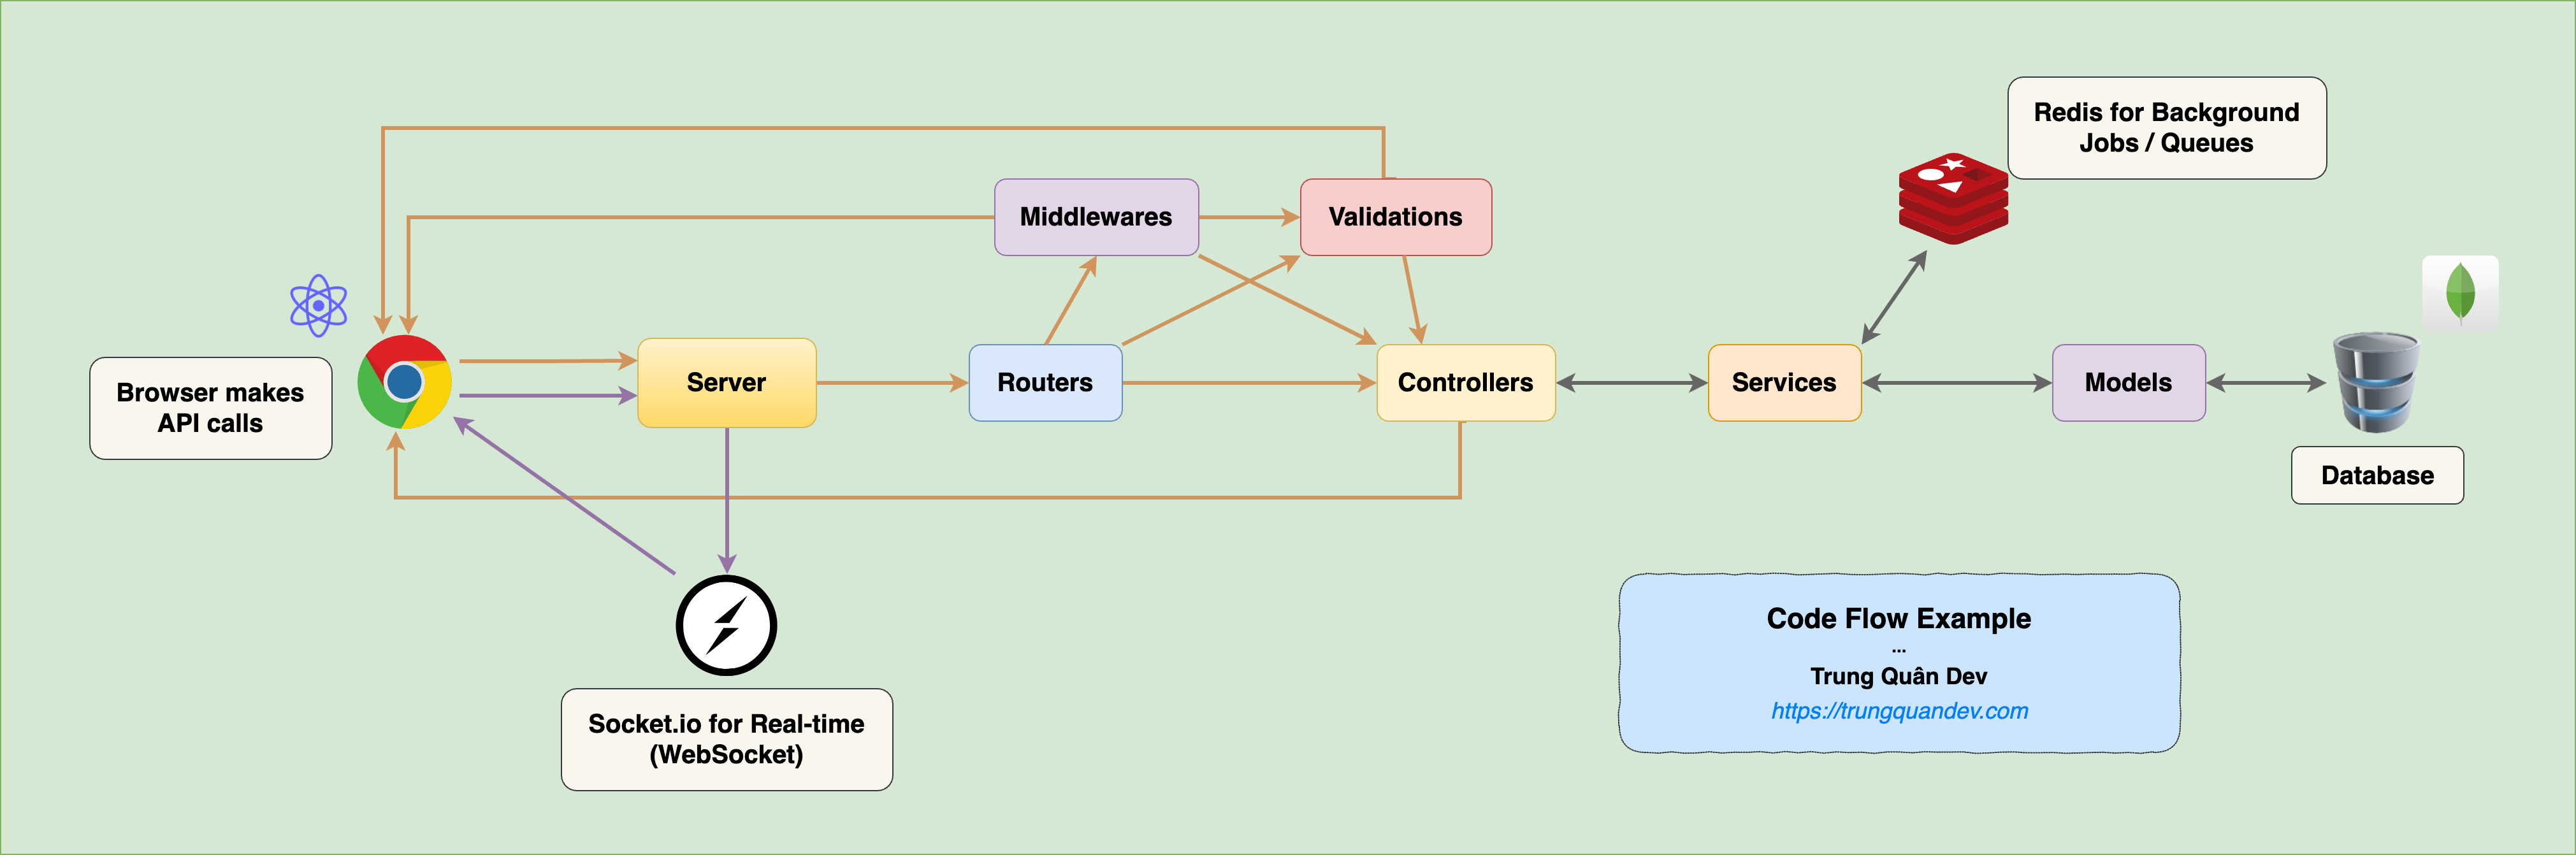 Redis for Background
Jobs / Queues
Middlewares
Validations
Browser makes
API calls
Server
Routers
Controllers
Services
Models
Database
Socket.io for Real-time
(WebSocket)
Code Flow Example
...
Trung Quân Dev
https://trungquandev.com